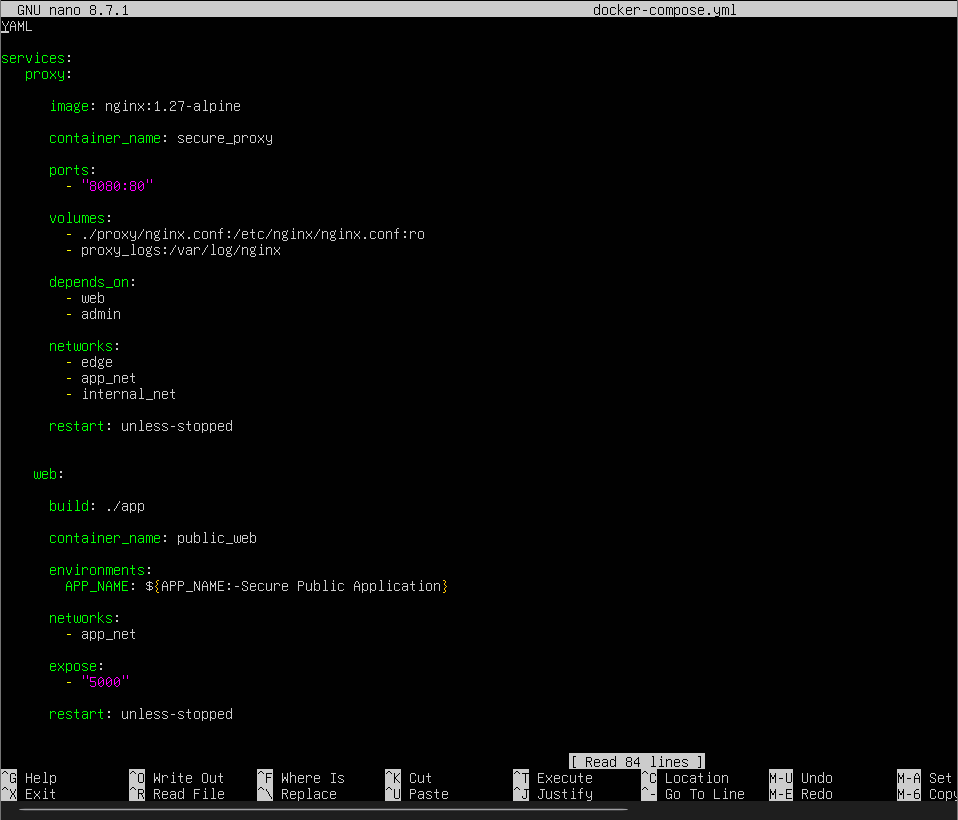 GNU nano 8.7.1 docker-compose.yml
YAML
services:
proxy:
image: nginx:1.27-alpine
container_name: secure_proxy
ports:
- "8080:80"
volumes:
- ./proxy/nginx.conf:/etc/nginx/nginx.conf:ro
- proxy_logs:/var/log/nginx
depends_on:
- web
- admin
networks:
- edge
- app_net
- internal_net
restart: unless-stopped
web:
build: ./app
container_name: public_web
environments:
APP_NAME: ${APP_NAME:-Secure Public Application}
networks:
- app_net
expose:
- "5000"
restart: unless-stopped
[ Read 84 lines ]
^G Help ^O Write Out ^F Where Is ^K Cut ^T Execute ^C Location M-U Undo M-A Set
^X Exit ^R Read File ^\ Replace ^U Paste ^J Justify ^- Go To Line M-E Redo M-6 Copy